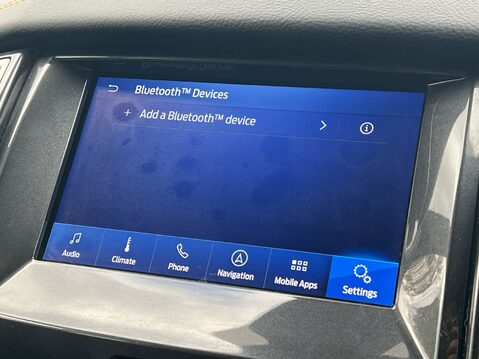 Bluetooth™ Devices
+ Add a Bluetooth™ device
Audio Climate Phone Navigation Mobile Apps Settings